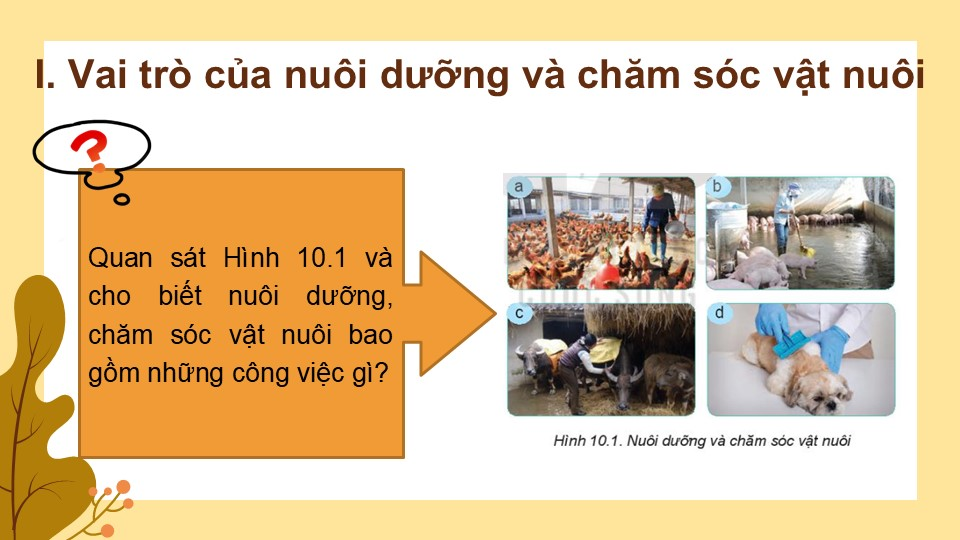 I. Vai trò của nuôi dưỡng và chăm sóc vật nuôi
?
Quan sát Hình 10.1 và
cho biết nuôi dưỡng,
chăm sóc vật nuôi bao
gồm những công việc gì?
a
b
c
d
CUỘC SỐNG
Hình 10.1. Nuôi dưỡng và chăm sóc vật nuôi